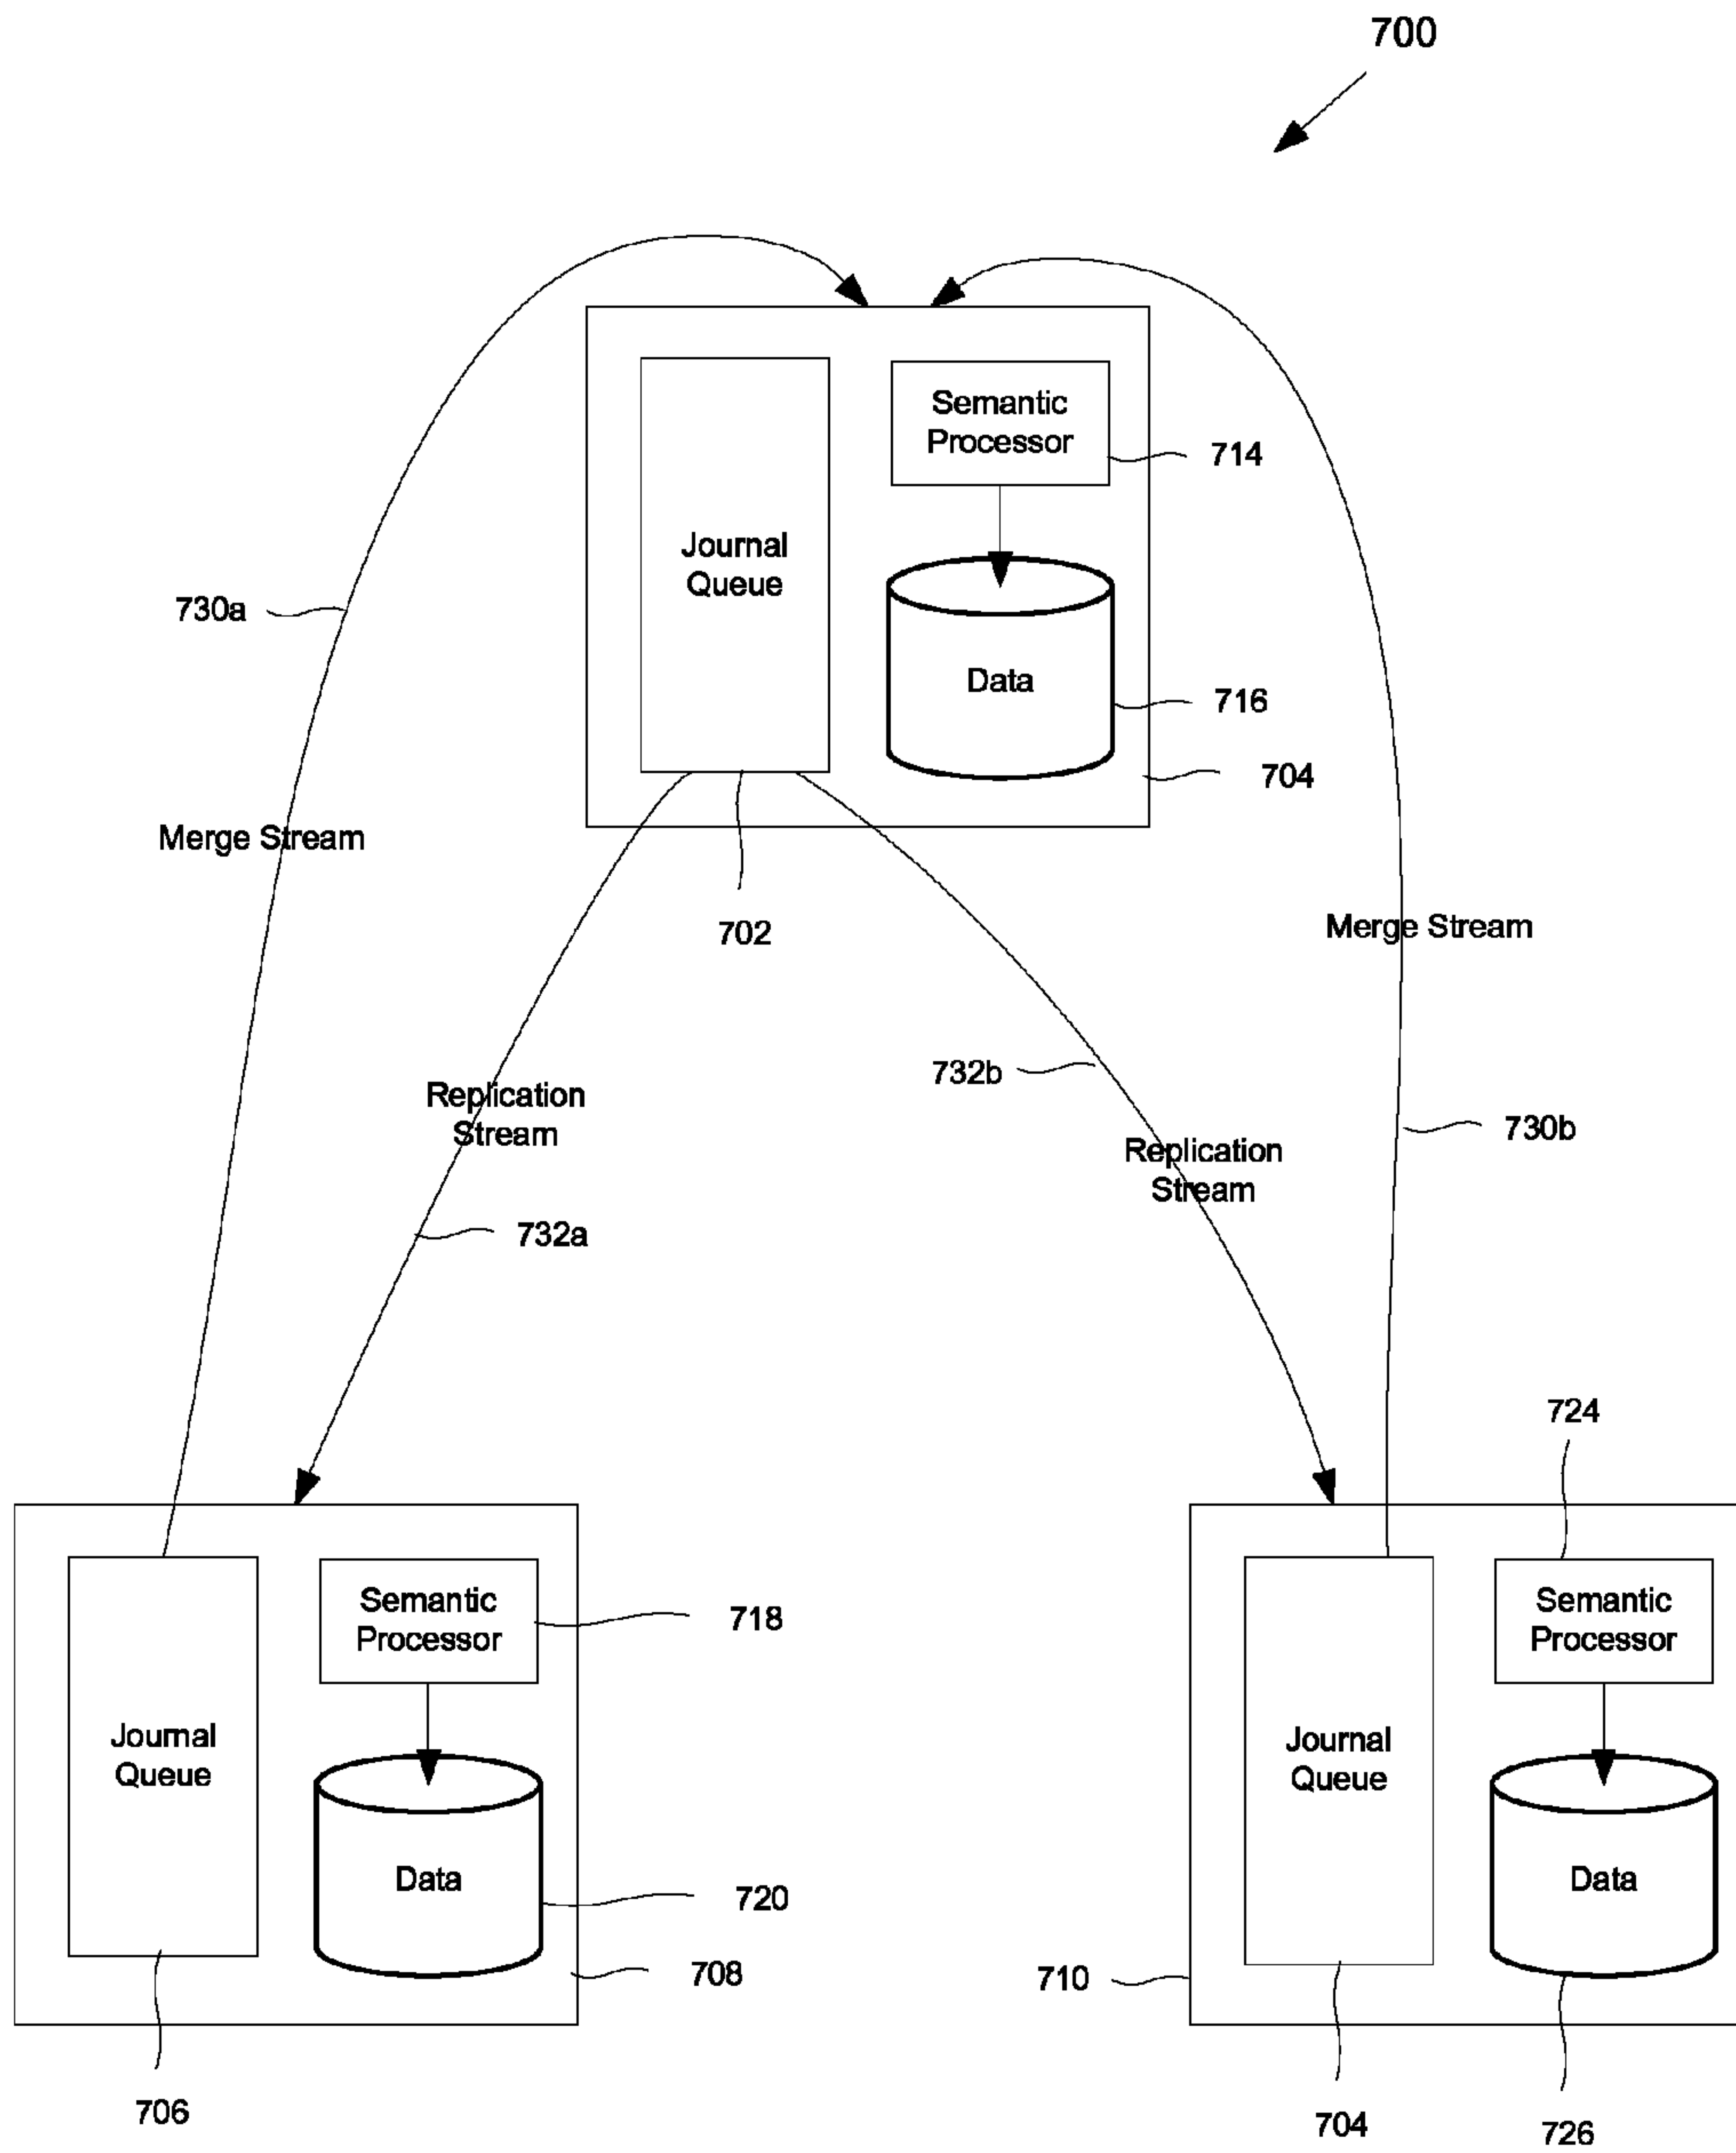 700
Semantic
Processor
714
Journal
Queue
730a
Data
716
704
Merge Stream
702
Merge Stream
732b
Replication
Stream
730b
Replication
Stream
732a
724
Semantic
Processor
718
Semantic
Processor
Journal
Queue
Journal
Queue
Data
720
Data
708
710
706
704
726